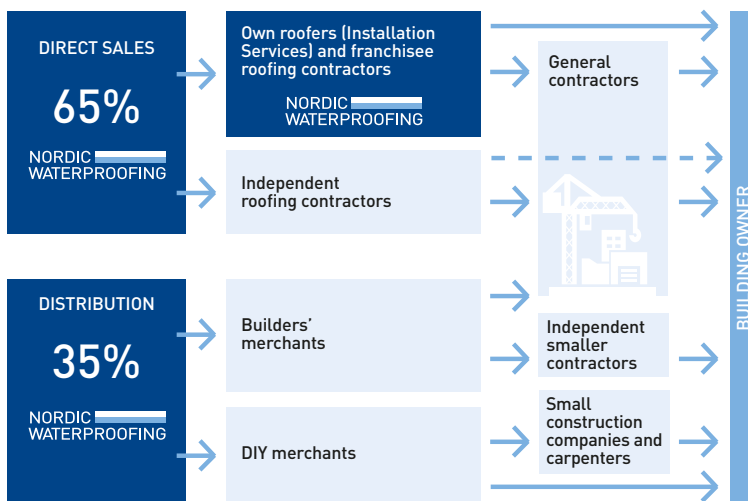 DIRECT SALES
65%
NORDIC
WATERPROOFING
Own roofers (Installation
Services) and franchisee
roofing contractors
NORDIC
WATERPROOFING
General
contractors
Independent
roofing contractors
DISTRIBUTION
35%
NORDIC
WATERPROOFING
Builders’
merchants
Independent
smaller
contractors
DIY merchants
Small
construction
companies and
carpenters
BUILDING OWNER